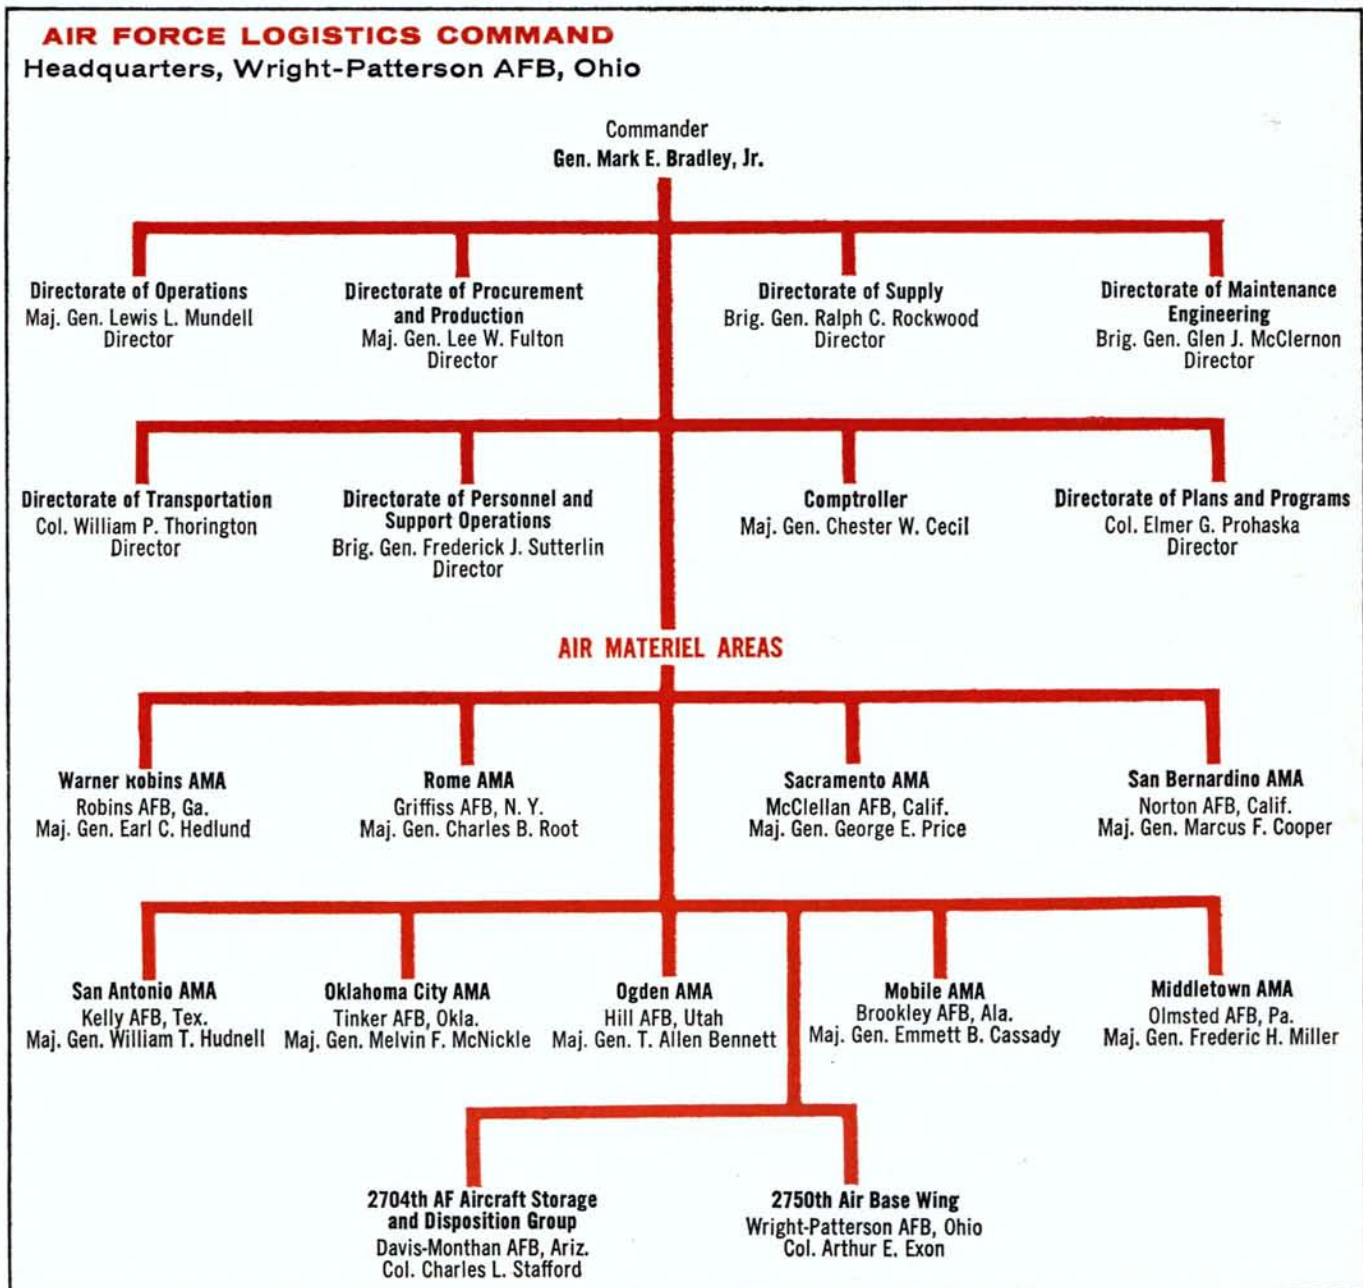 AIR FORCE LOGISTICS COMMAND
Headquarters, Wright-Patterson AFB, Ohio
Commander
Gen. Mark E. Bradley, Jr.
Directorate of Operations
Maj. Gen. Lewis L. Mundell
Director
Directorate of Procurement
and Production
Maj. Gen. Lee W. Fulton
Director
Directorate of Supply
Brig. Gen. Ralph C. Rockwood
Director
Directorate of Maintenance
Engineering
Brig. Gen. Glen J. McClernon
Director
Directorate of Transportation
Col. William P. Thorington
Director
Directorate of Personnel and
Support Operations
Brig. Gen. Frederick J. Sutterlin
Director
Comptroller
Maj. Gen. Chester W. Cecil
Directorate of Plans and Programs
Col. Elmer G. Prohaska
Director
AIR MATERIEL AREAS
Warner Robins AMA
Robins AFB, Ga.
Maj. Gen. Earl C. Hedlund
Rome AMA
Griffiss AFB, N. Y.
Maj. Gen. Charles B. Root
Sacramento AMA
McClellan AFB, Calif.
Maj. Gen. George E. Price
San Bernardino AMA
Norton AFB, Calif.
Maj. Gen. Marcus F. Cooper
San Antonio AMA
Kelly AFB, Tex.
Maj. Gen. William T. Hudnell
Oklahoma City AMA
Tinker AFB, Okla.
Maj. Gen. Melvin F. McNickle
Ogden AMA
Hill AFB, Utah
Maj. Gen. T. Allen Bennett
Mobile AMA
Brookley AFB, Ala.
Maj. Gen. Emmett B. Cassady
Middletown AMA
Olmsted AFB, Pa.
Maj. Gen. Frederic H. Miller
2704th AF Aircraft Storage
and Disposition Group
Davis-Monthan AFB, Ariz.
Col. Charles L. Stafford
2750th Air Base Wing
Wright-Patterson AFB, Ohio
Col. Arthur E. Exon